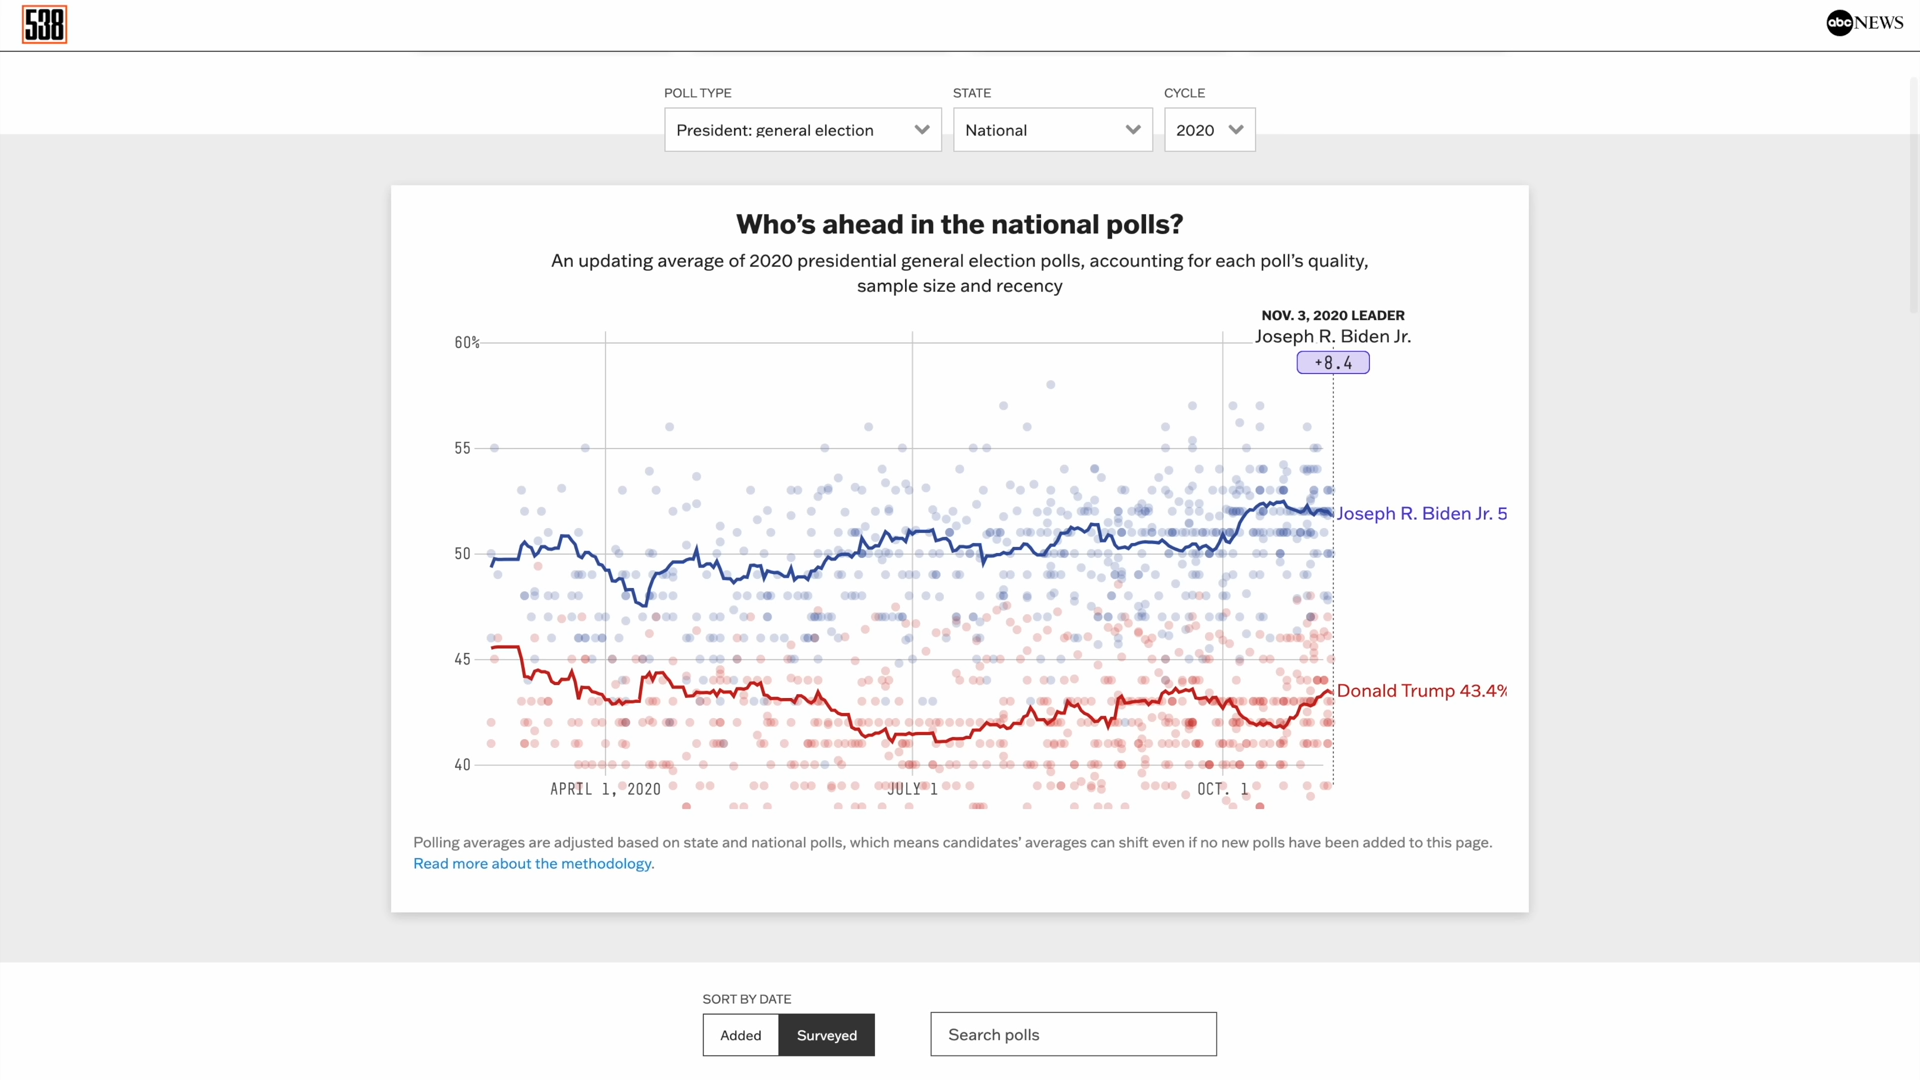 538
abc NEWS
POLL TYPE
STATE
CYCLE
President: general election
National
2020
Who's ahead in the national polls?
An updating average of 2020 presidential general election polls, accounting for each poll's quality,
sample size and recency
NOV. 3, 2020 LEADER
Joseph R. Biden Jr.
+8.4
60%
55
50
45
40
Joseph R. Biden Jr. 5
Donald Trump 43.4%
APRIL 1, 2020
JULY 1
OCT. 1
Polling averages are adjusted based on state and national polls, which means candidates' averages can shift even if no new polls have been added to this page.
Read more about the methodology.
SORT BY DATE
Added
Surveyed
Search polls